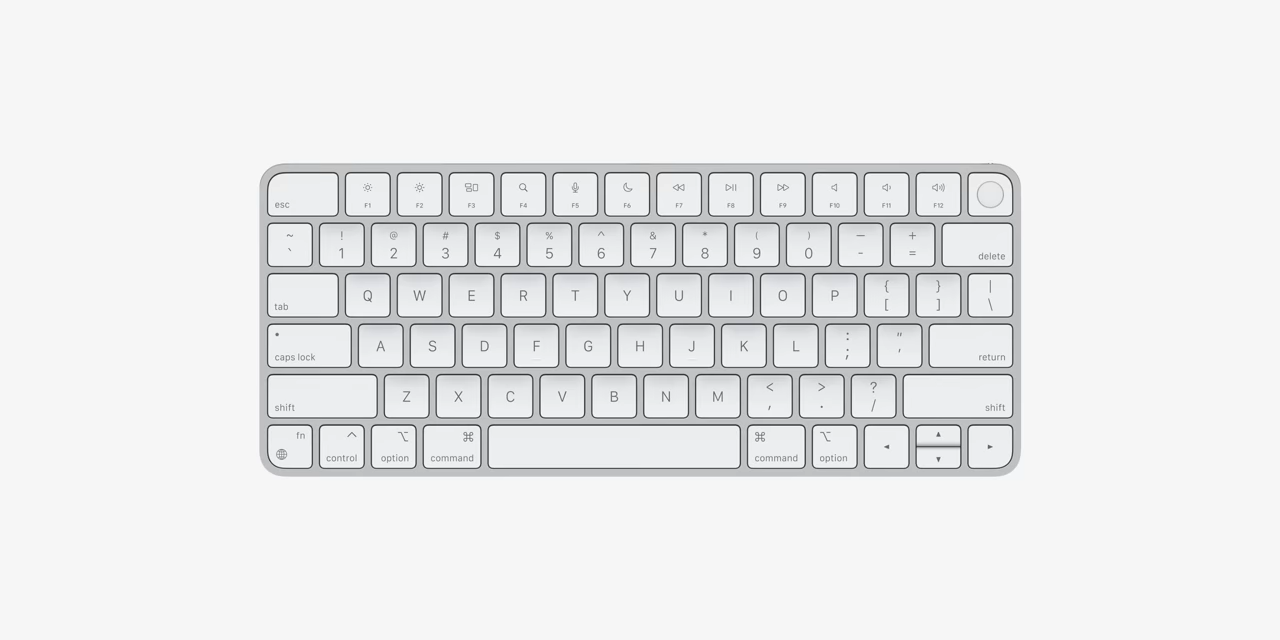 esc F1 F2 F3 F4 F5 F6 F7 F8 F9 F10 F11 F12
~ ! @ # $ % ^ & * ( ) — +
` 1 2 3 4 5 6 7 8 9 0 - = delete
tab Q W E R T Y U I O P { } |
[ ] \
caps lock A S D F G H J K L : "
; ' return
shift Z X C V B N M < > ?
, . / shift
fn ^ ⌥ ⌘ ⌘ ⌥ ▲
◄ ►
control option command command option ▼